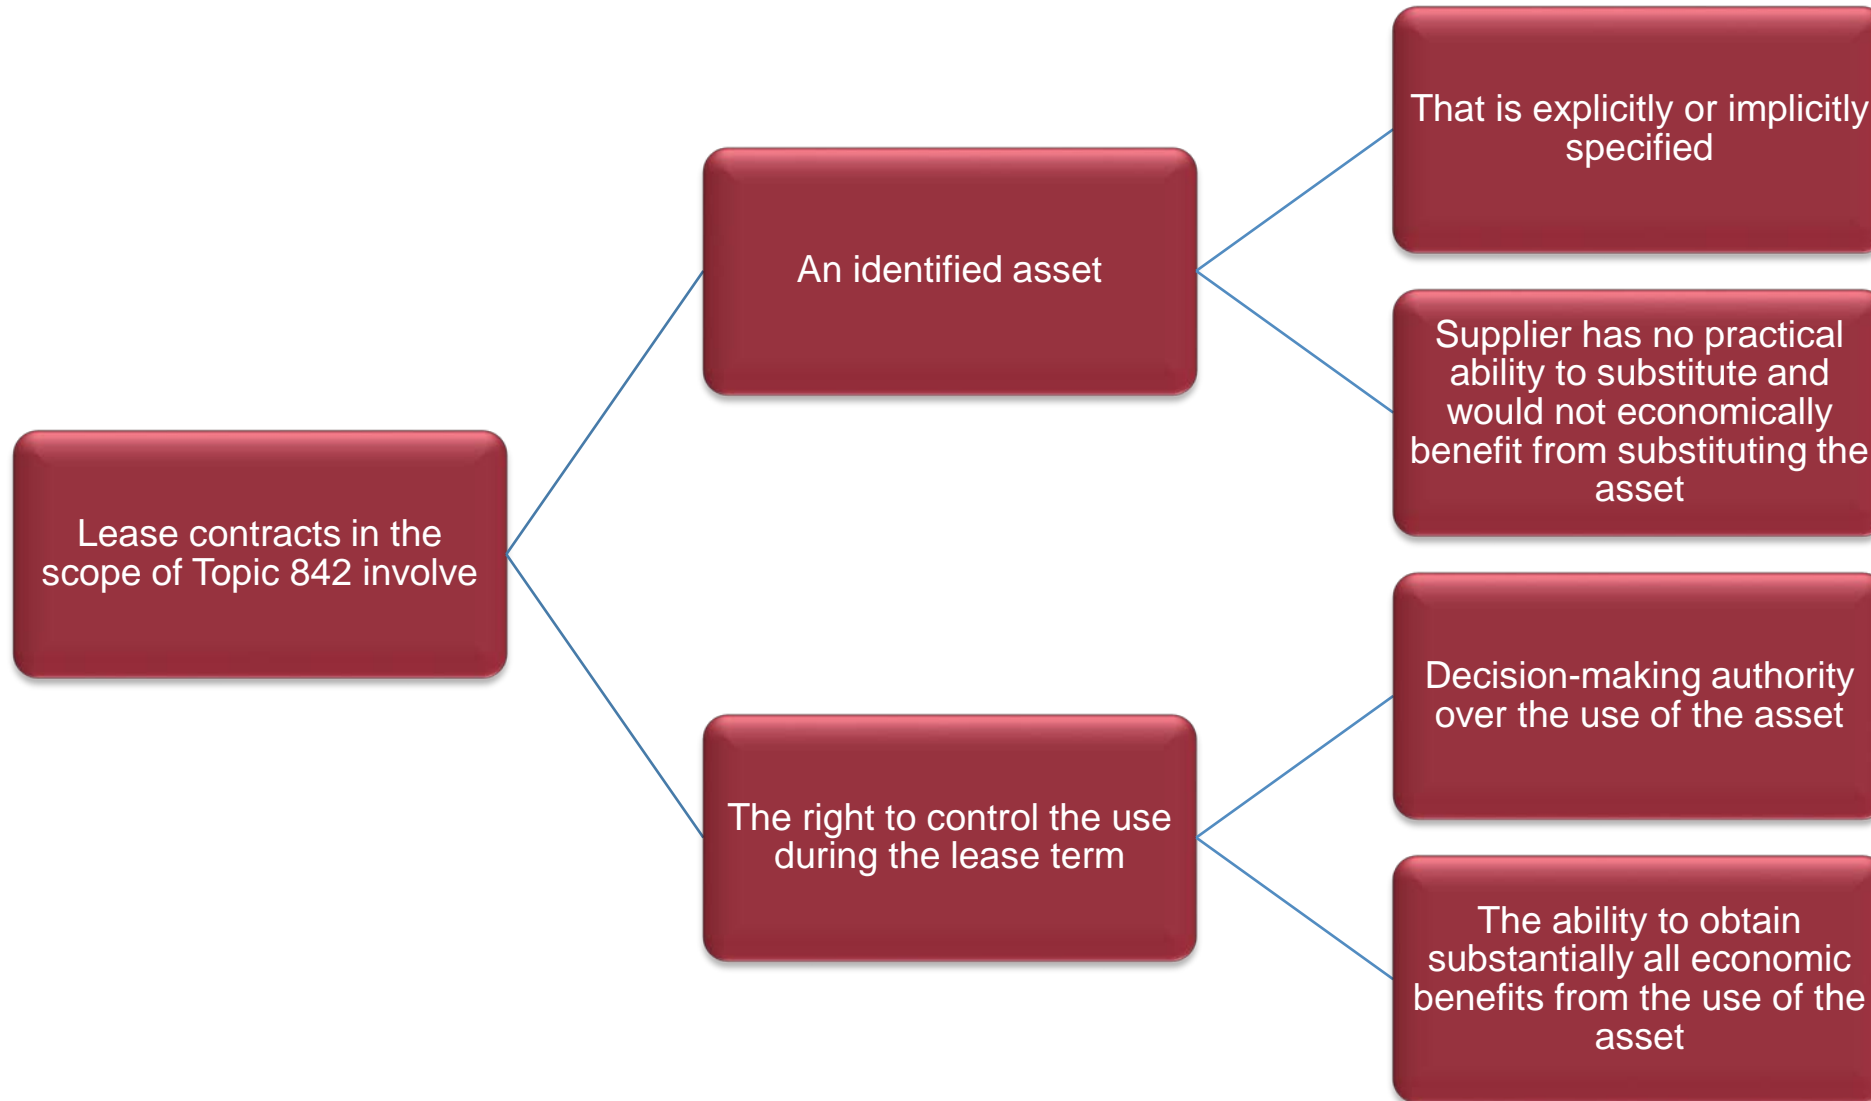 Lease contracts in the
scope of Topic 842 involve
An identified asset
That is explicitly or implicitly
specified
Supplier has no practical
ability to substitute and
would not economically
benefit from substituting the
asset
The right to control the use
during the lease term
Decision-making authority
over the use of the asset
The ability to obtain
substantially all economic
benefits from the use of the
asset